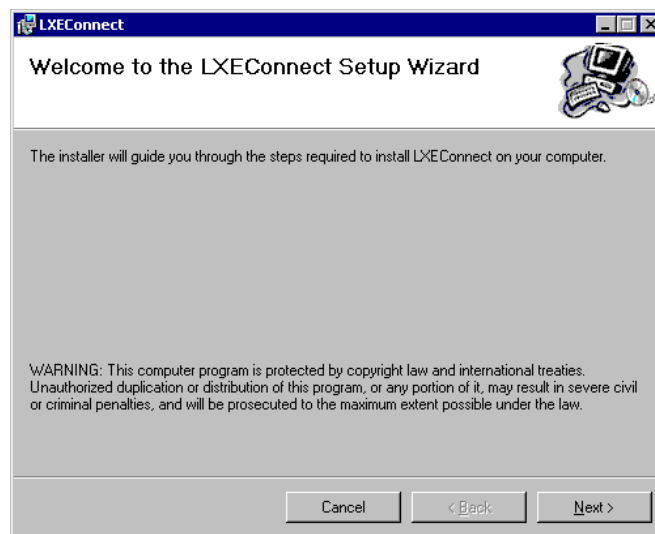 LXEConnect
Welcome to the LXEConnect Setup Wizard
The installer will guide you through the steps required to install LXEConnect on your computer.
WARNING: This computer program is protected by copyright law and international treaties.
Unauthorized duplication or distribution of this program, or any portion of it, may result in severe civil
or criminal penalties, and will be prosecuted to the maximum extent possible under the law.
Cancel < Back Next >